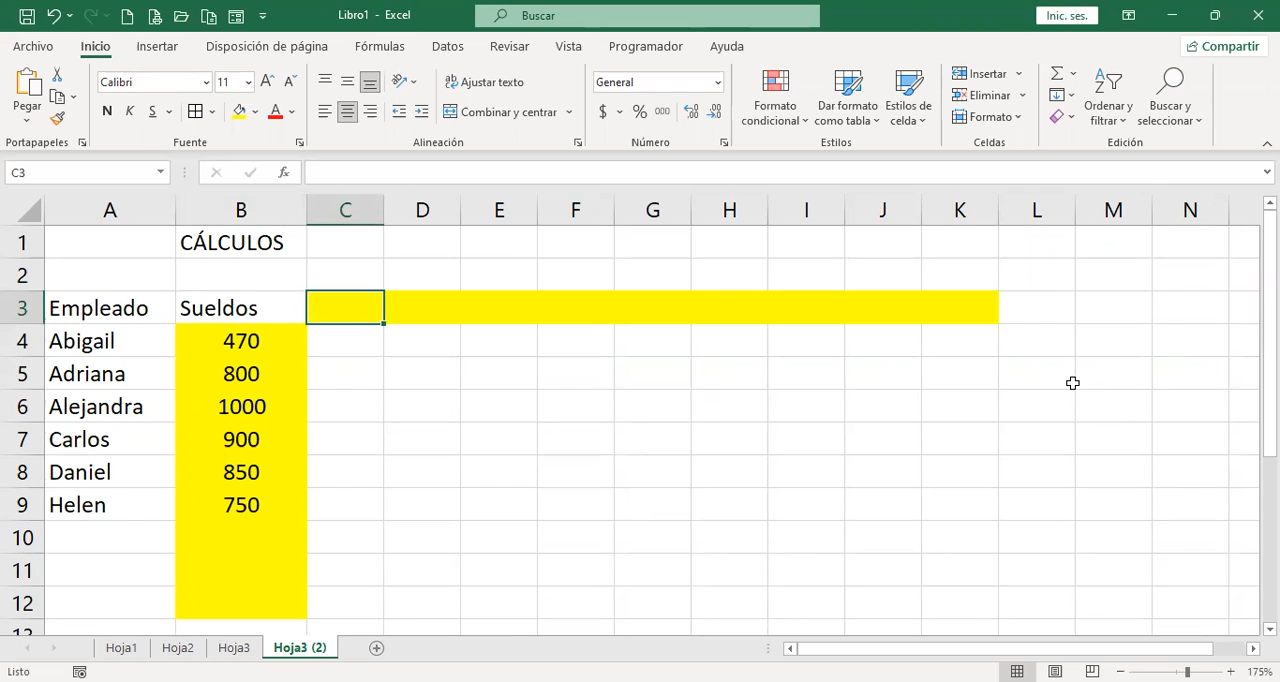 Libro1 - Excel
Buscar
Inic. ses.
Archivo Inicio Insertar Disposición de página Fórmulas Datos Revisar Vista Programador Ayuda
Compartir
Pegar
Portapapeles
Calibri 11
N K S
Fuente
Ajustar texto
Combinar y centrar
Alineación
General
$ % 000
Número
Formato condicional
Dar formato como tabla
Estilos de celda
Estilos
Insertar
Eliminar
Formato
Celdas
Ordenar y filtrar
Buscar y seleccionar
Edición
C3
fx
A B C D E F G H I J K L M N
1 CÁLCULOS
2
3 Empleado Sueldos
4 Abigail 470
5 Adriana 800
6 Alejandra 1000
7 Carlos 900
8 Daniel 850
9 Helen 750
10
11
12
Hoja1 Hoja2 Hoja3 Hoja3 (2)
Listo
175%